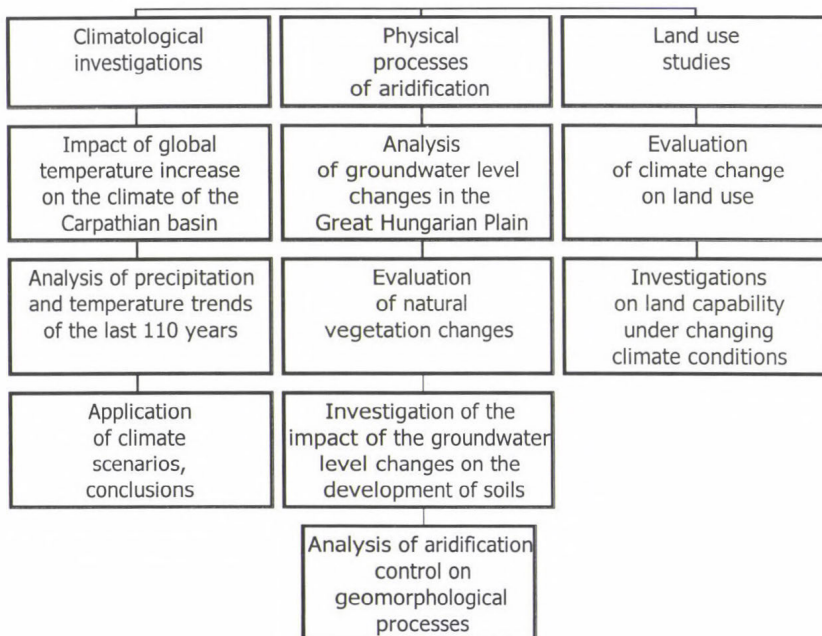 Climatological
investigations
Physical
processes
of aridification
Land use
studies
Impact of global
temperature increase
on the climate of the
Carpathian basin
Analysis
of groundwater level
changes in the
Great Hungarian Plain
Evaluation
of climate change
on land use
Analysis of precipitation
and temperature trends
of the last 110 years
Evaluation
of natural
vegetation changes
Investigations
on land capability
under changing
climate conditions
Application
of climate
scenarios,
conclusions
Investigation of the
impact of the groundwater
level changes on the
development of soils
Analysis of aridification
control on
geomorphological
processes